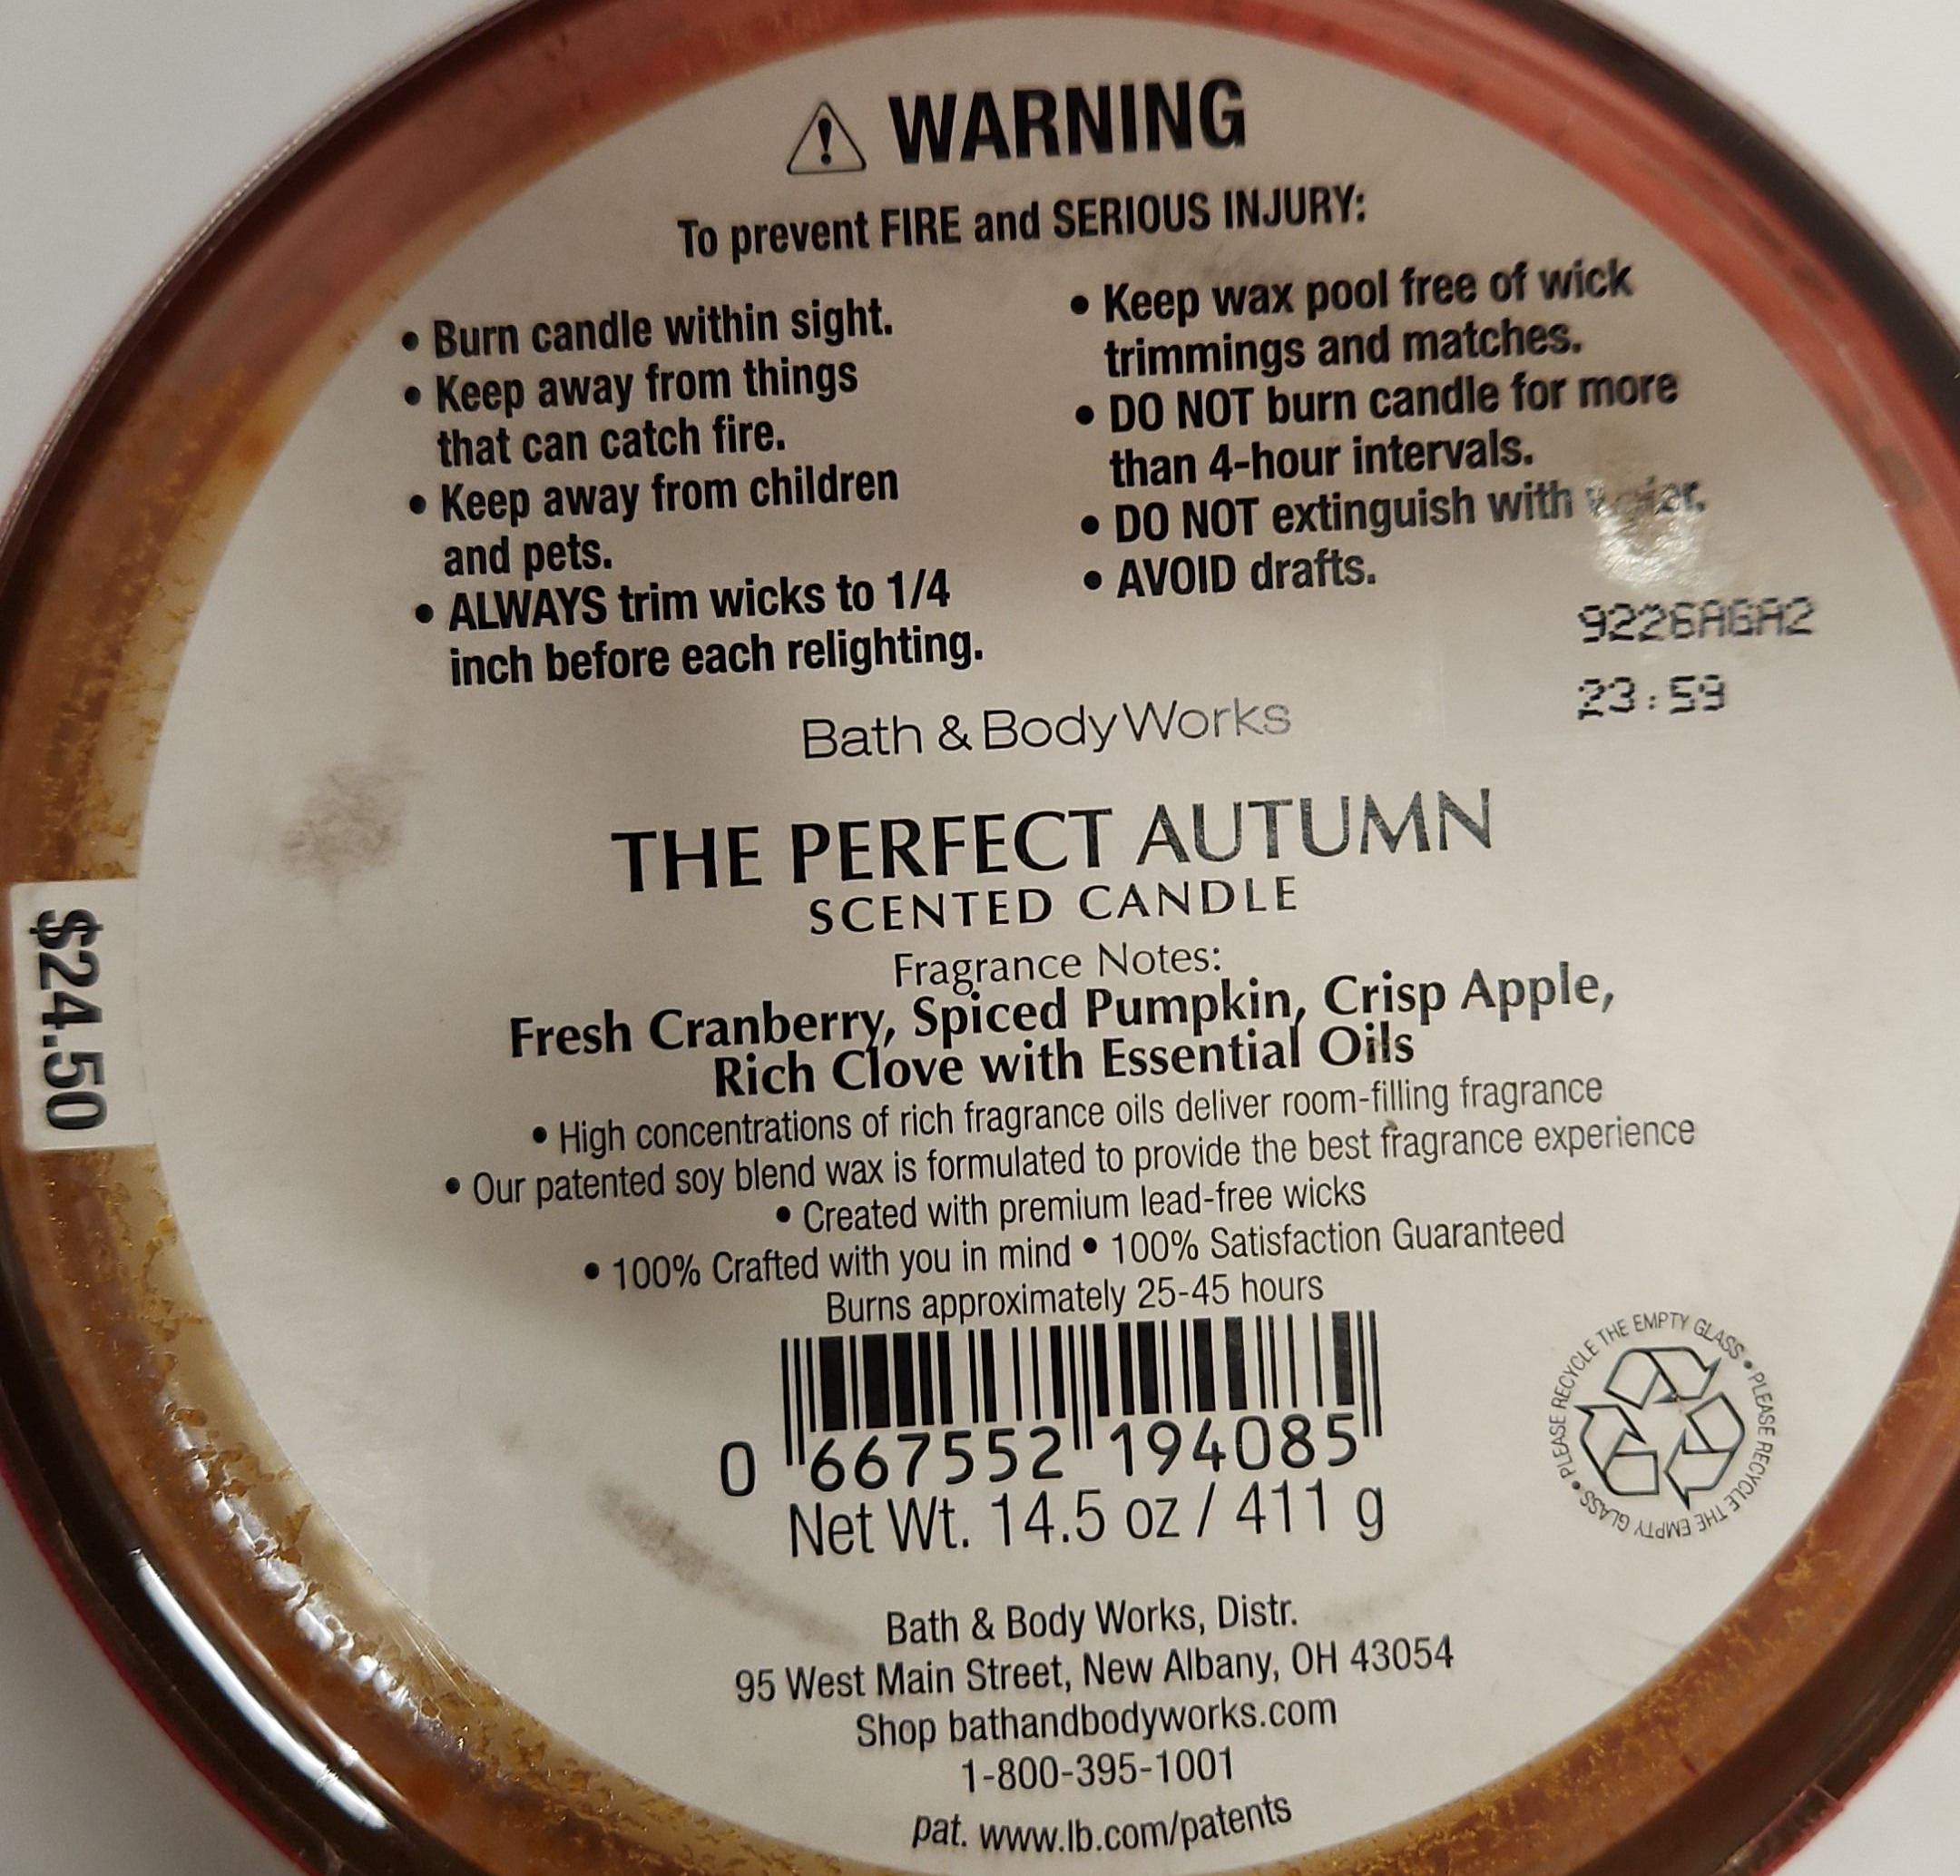 WARNING
To prevent FIRE and SERIOUS INJURY:
• Burn candle within sight.
• Keep away from things
that can catch fire.
• Keep away from children
and pets.
• ALWAYS trim wicks to 1/4
inch before each relighting.
• Keep wax pool free of wick
trimmings and matches.
• DO NOT burn candle for more
than 4-hour intervals.
• DO NOT extinguish with water.
• AVOID drafts.
9226AGA2
23:59
Bath & Body Works
THE PERFECT AUTUMN
SCENTED CANDLE
Fragrance Notes:
Fresh Cranberry, Spiced Pumpkin, Crisp Apple,
Rich Clove with Essential Oils
• High concentrations of rich fragrance oils deliver room-filling fragrance
• Our patented soy blend wax is formulated to provide the best fragrance experience
• Created with premium lead-free wicks
• 100% Crafted with you in mind • 100% Satisfaction Guaranteed
Burns approximately 25-45 hours
0 667552 194085
Net Wt. 14.5 oz / 411 g
• PLEASE RECYCLE THE EMPTY GLASS • PLEASE RECYCLE THE EMPTY GLASS
Bath & Body Works, Distr.
95 West Main Street, New Albany, OH 43054
Shop bathandbodyworks.com
1-800-395-1001
pat. www.lb.com/patents
$24.50